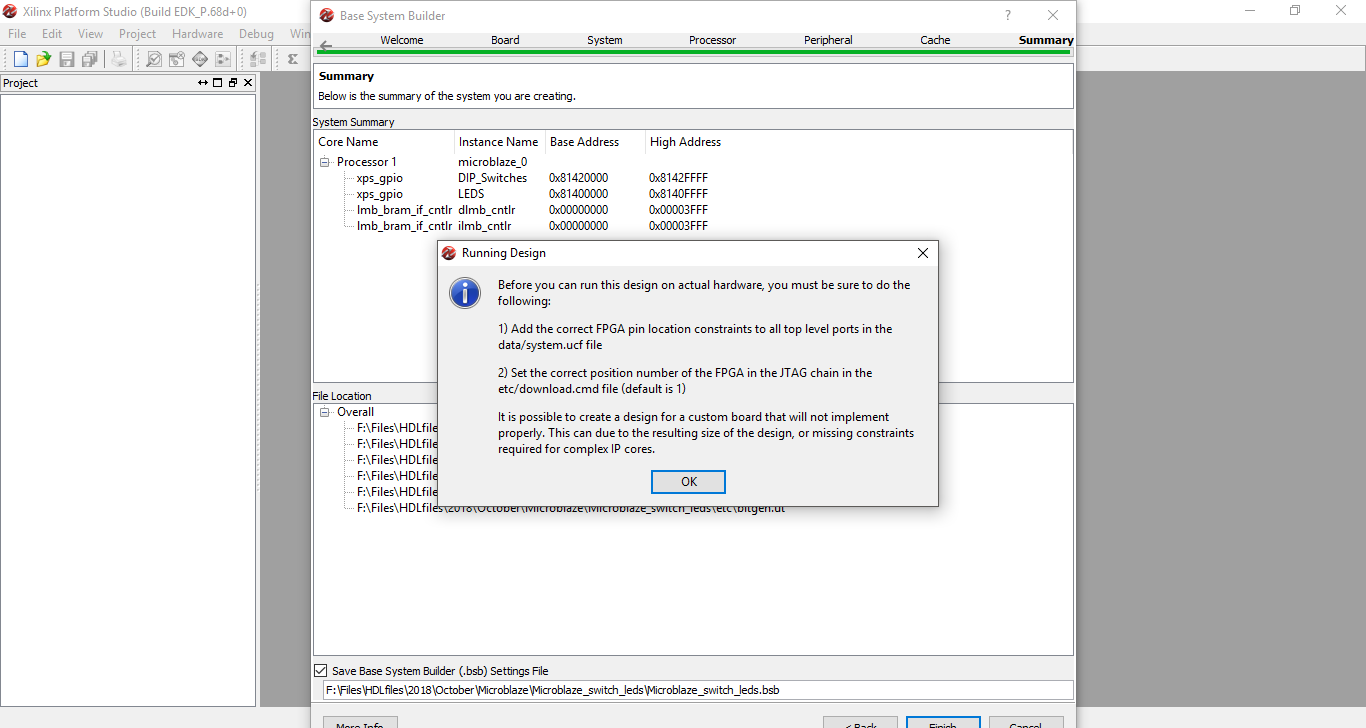 Xilinx Platform Studio (Build EDK_P.68d+0)
File Edit View Project Hardware Debug
Project
Base System Builder
?
Welcome Board System Processor Peripheral Cache Summary
Summary
Below is the summary of the system you are creating.
System Summary
Core Name Instance Name Base Address High Address
Processor 1 microblaze_0
xps_gpio DIP_Switches 0x81420000 0x8142FFFF
xps_gpio LEDS 0x81400000 0x8140FFFF
lmb_bram_if_cntlr dlmb_cntlr 0x00000000 0x00003FFF
lmb_bram_if_cntlr ilmb_cntlr 0x00000000 0x00003FFF
Running Design
Before you can run this design on actual hardware, you must be sure to do the
following:
1) Add the correct FPGA pin location constraints to all top level ports in the
data/system.ucf file
2) Set the correct position number of the FPGA in the JTAG chain in the
etc/download.cmd file (default is 1)
It is possible to create a design for a custom board that will not implement
properly. This can due to the resulting size of the design, or missing constraints
required for complex IP cores.
OK
File Location
Overall
F:\Files\HDLfile
F:\Files\HDLfile
F:\Files\HDLfile
F:\Files\HDLfile
F:\Files\HDLfile
F:\Files\HDLfiles\2018\October\Microblaze\Microblaze_switch_leds\etc\bitgen.ut
Save Base System Builder (.bsb) Settings File
F:\Files\HDLfiles\2018\October\Microblaze\Microblaze_switch_leds\Microblaze_switch_leds.bsb
More Info < Back Finish Cancel